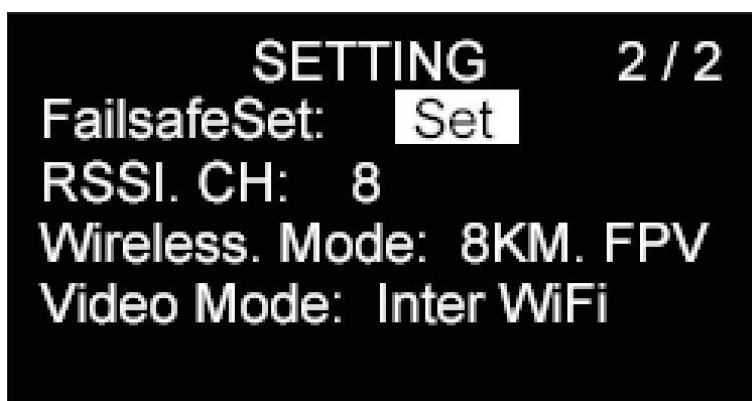 SETTING 2/2
FailsafeSet: Set
RSSI. CH: 8
Wireless. Mode: 8KM. FPV
Video Mode: Inter WiFi